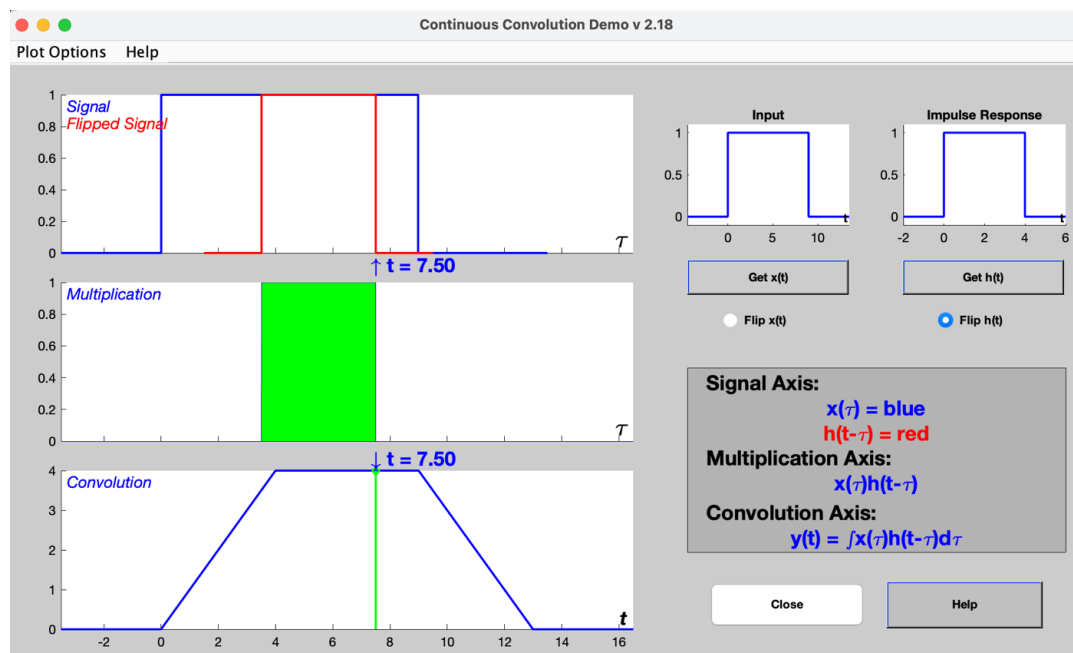 Continuous Convolution Demo v 2.18
Plot Options Help
1
Signal
0.8
Flipped Signal
0.6
0.4
0.2
0
τ
↑ t = 7.50
1
Multiplication
0.8
0.6
0.4
0.2
0
τ
↓ t = 7.50
4
Convolution
3
2
1
0
t
-2 0 2 4 6 8 10 12 14 16
Input
1
0.5
0
t
0 5 10
Get x(t)
Flip x(t)
Impulse Response
1
0.5
0
t
-2 0 2 4 6
Get h(t)
Flip h(t)
Signal Axis:
x(τ) = blue
h(t-τ) = red
Multiplication Axis:
x(τ)h(t-τ)
Convolution Axis:
y(t) = ∫x(τ)h(t-τ)dτ
Close
Help